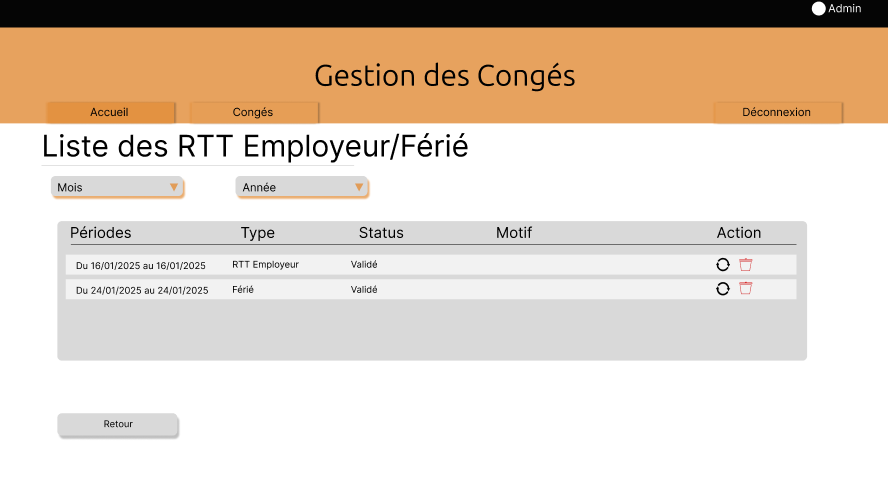 Admin
Gestion des Congés
Accueil Congés Déconnexion
Liste des RTT Employeur/Férié
Mois Année
Périodes Type Status Motif Action
Du 16/01/2025 au 16/01/2025 RTT Employeur Validé
Du 24/01/2025 au 24/01/2025 Férié Validé
Retour